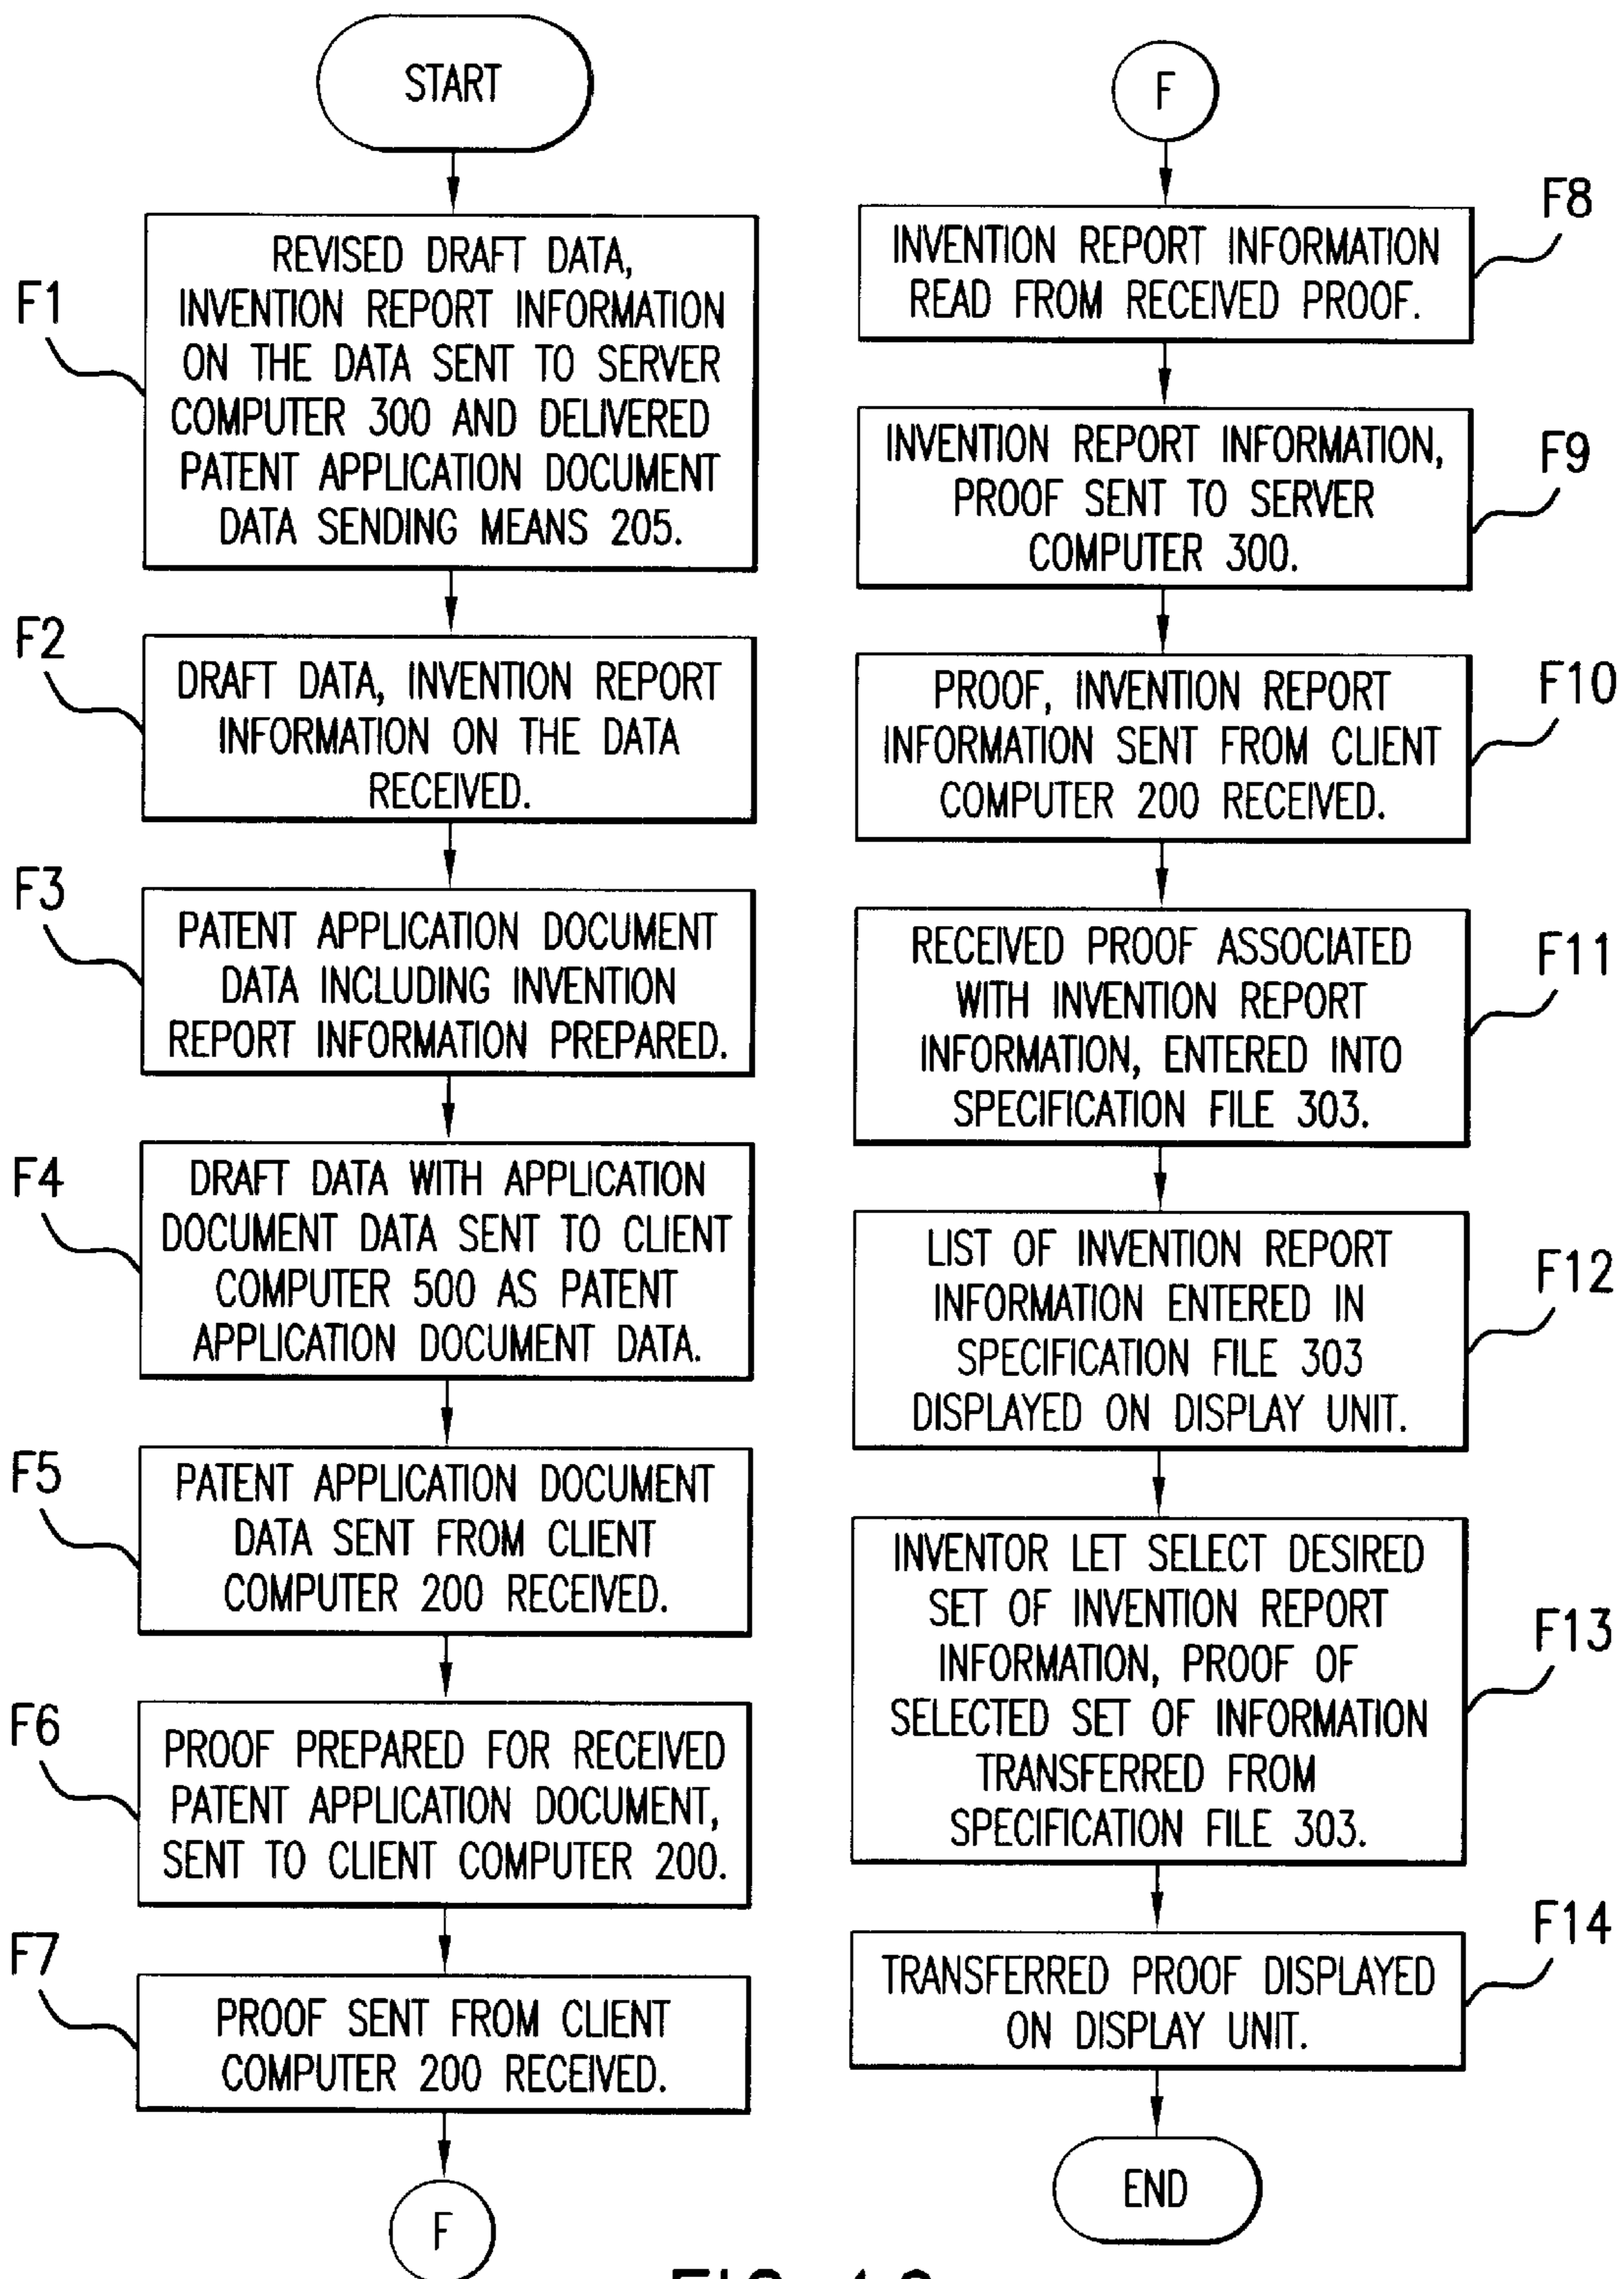 START
F1
REVISED DRAFT DATA,
INVENTION REPORT INFORMATION
ON THE DATA SENT TO SERVER
COMPUTER 300 AND DELIVERED
PATENT APPLICATION DOCUMENT
DATA SENDING MEANS 205.
F2
DRAFT DATA, INVENTION REPORT
INFORMATION ON THE DATA
RECEIVED.
F3
PATENT APPLICATION DOCUMENT
DATA INCLUDING INVENTION
REPORT INFORMATION PREPARED.
F4
DRAFT DATA WITH APPLICATION
DOCUMENT DATA SENT TO CLIENT
COMPUTER 500 AS PATENT
APPLICATION DOCUMENT DATA.
F5
PATENT APPLICATION DOCUMENT
DATA SENT FROM CLIENT
COMPUTER 200 RECEIVED.
F6
PROOF PREPARED FOR RECEIVED
PATENT APPLICATION DOCUMENT,
SENT TO CLIENT COMPUTER 200.
F7
PROOF SENT FROM CLIENT
COMPUTER 200 RECEIVED.
F
F
F8
INVENTION REPORT INFORMATION
READ FROM RECEIVED PROOF.
F9
INVENTION REPORT INFORMATION,
PROOF SENT TO SERVER
COMPUTER 300.
F10
PROOF, INVENTION REPORT
INFORMATION SENT FROM CLIENT
COMPUTER 200 RECEIVED.
F11
RECEIVED PROOF ASSOCIATED
WITH INVENTION REPORT
INFORMATION, ENTERED INTO
SPECIFICATION FILE 303.
F12
LIST OF INVENTION REPORT
INFORMATION ENTERED IN
SPECIFICATION FILE 303
DISPLAYED ON DISPLAY UNIT.
F13
INVENTOR LET SELECT DESIRED
SET OF INVENTION REPORT
INFORMATION, PROOF OF
SELECTED SET OF INFORMATION
TRANSFERRED FROM
SPECIFICATION FILE 303.
F14
TRANSFERRED PROOF DISPLAYED
ON DISPLAY UNIT.
END